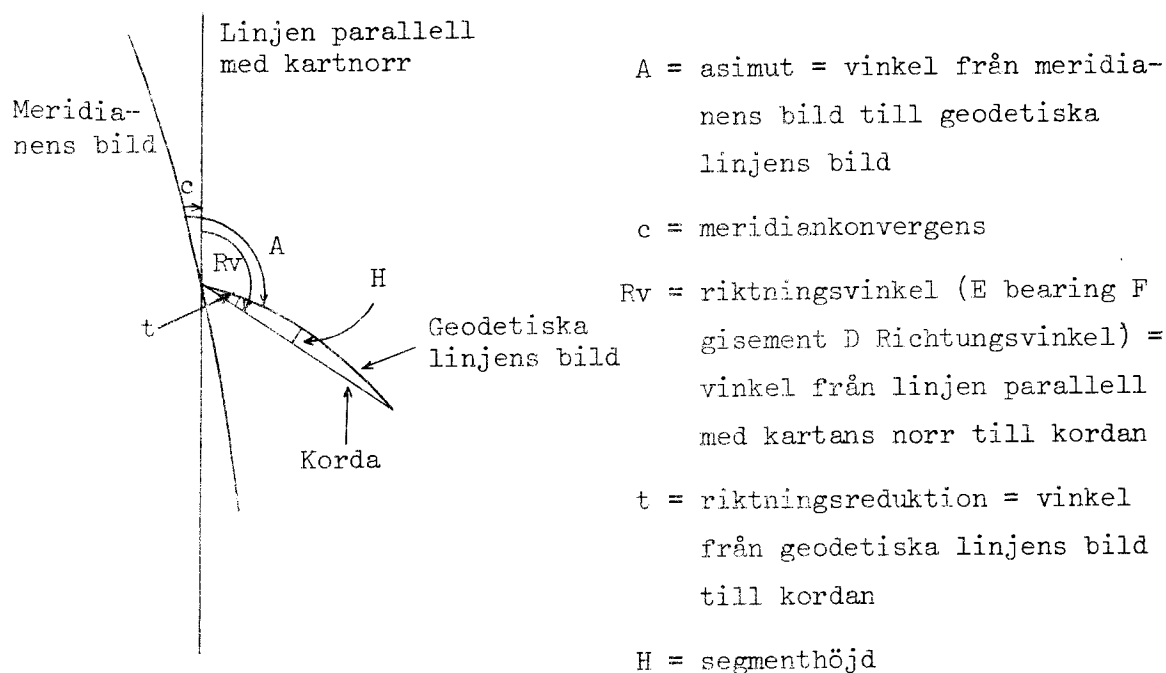 Linjen parallell
med kartnorr
Meridia--
nens bild
c
A
Rv
H
t
Geodetiska
linjens bild
Korda
A = asimut = vinkel från meridia-
nens bild till geodetiska
linjens bild
c = meridiankonvergens
Rv = riktningsvinkel (E bearing F
gisement D Richtungsvinkel) =
vinkel från linjen parallell
med kartans norr till kordan
t = riktningsreduktion = vinkel
från geodetiska linjens bild
till kordan
H = segmenthöjd